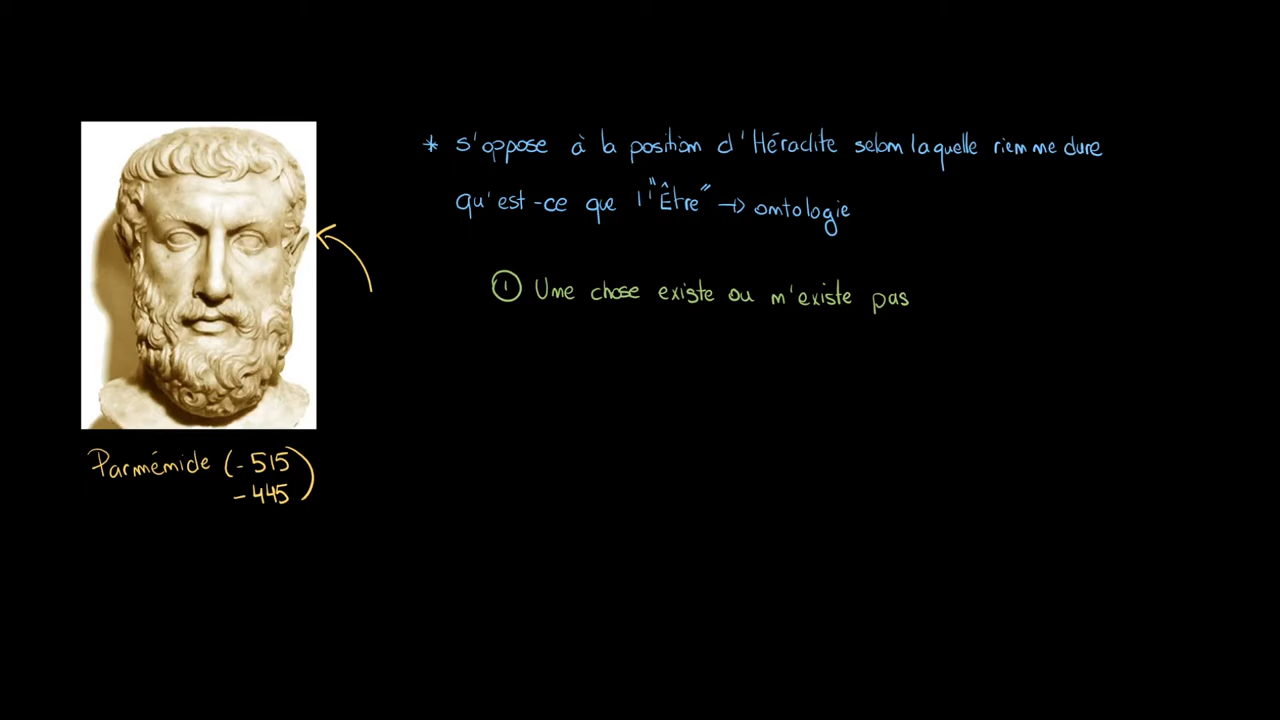 * s'oppose à la position d'Héraclite selon laquelle rien ne dure
qu'est-ce que l'"Être" → ontologie
① Une chose existe ou n'existe pas
Parménide (-515
-445)